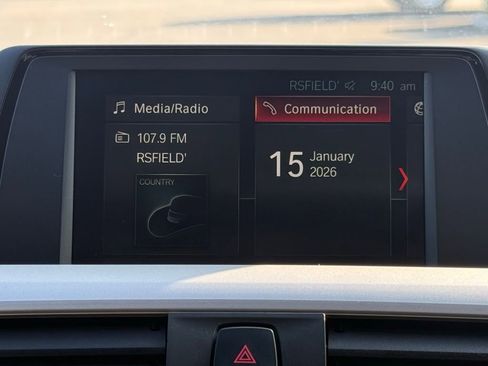 RSFIELD' 9:40 am
Media/Radio
Communication
107.9 FM
RSFIELD'
COUNTRY
15 January
2026